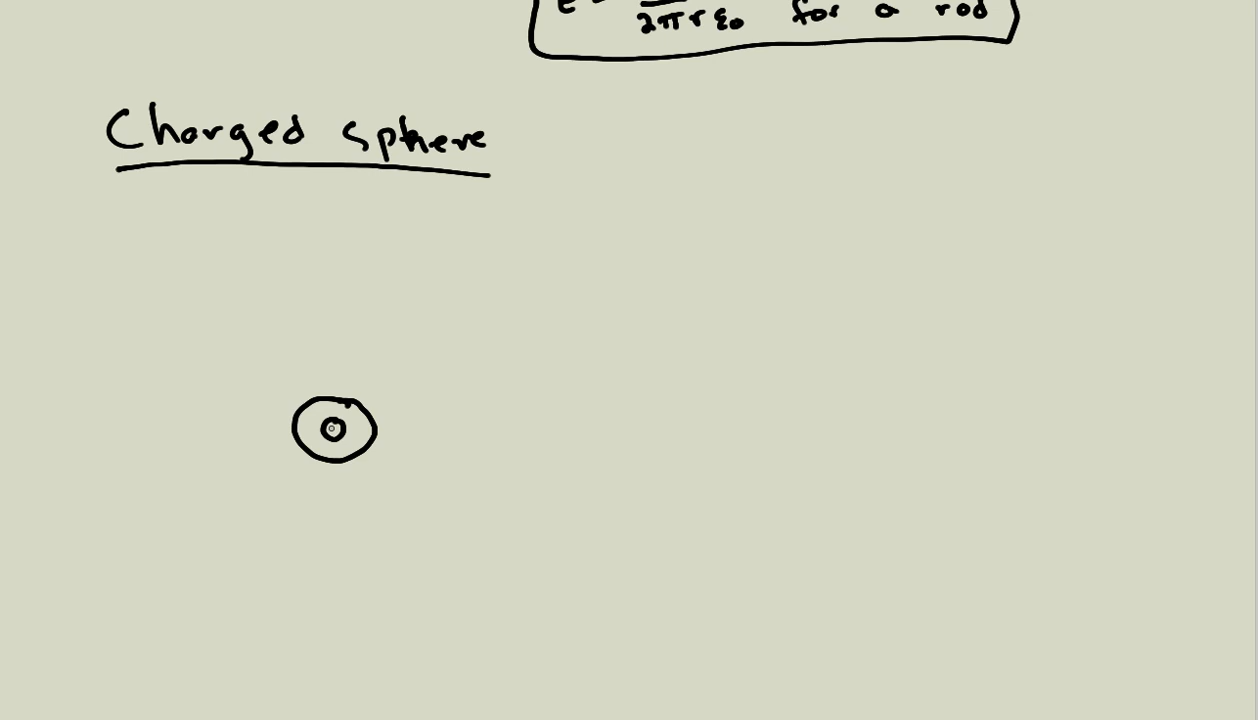 E = 2πrε₀ for a rod
Charged sphere